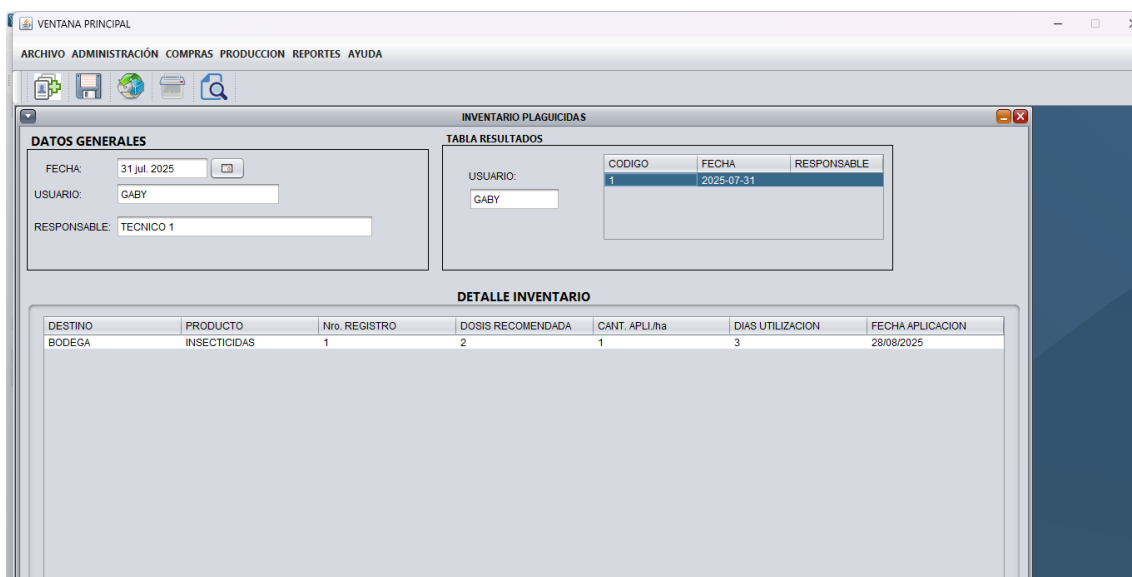 VENTANA PRINCIPAL
ARCHIVO ADMINISTRACIÓN COMPRAS PRODUCCION REPORTES AYUDA
INVENTARIO PLAGUICIDAS
DATOS GENERALES
FECHA: 31 jul. 2025
USUARIO: GABY
RESPONSABLE: TECNICO 1
TABLA RESULTADOS
USUARIO:
GABY
CODIGO FECHA RESPONSABLE
1 2025-07-31
DETALLE INVENTARIO
DESTINO PRODUCTO Nro. REGISTRO DOSIS RECOMENDADA CANT. APLI./ha DIAS UTILIZACION FECHA APLICACION
BODEGA INSECTICIDAS 1 2 1 3 28/08/2025